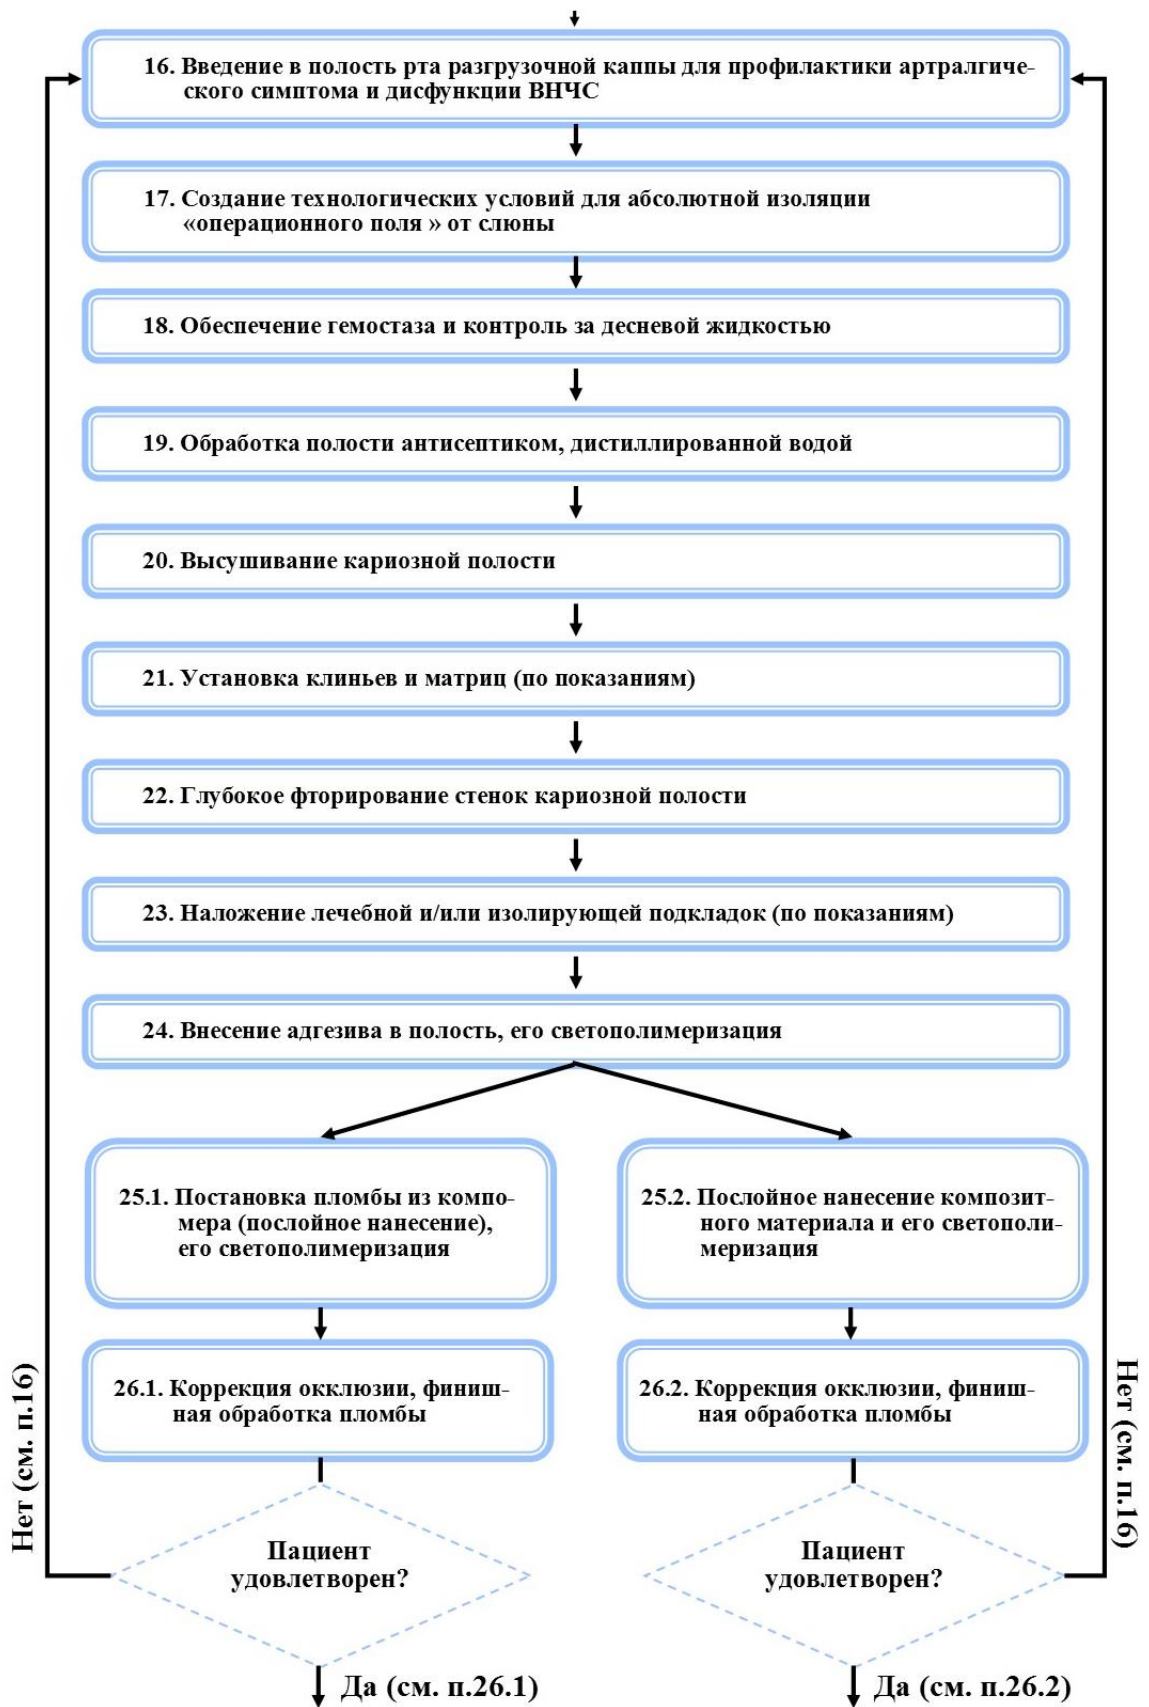 16. Введение в полость рта разгрузочной каппы для профилактики артралгиче-
ского симптома и дисфункции ВНЧС
17. Создание технологических условий для абсолютной изоляции
«операционного поля » от слюны
18. Обеспечение гемостаза и контроль за десневой жидкостью
19. Обработка полости антисептиком, дистиллированной водой
20. Высушивание кариозной полости
21. Установка клиньев и матриц (по показаниям)
22. Глубокое фторирование стенок кариозной полости
23. Наложение лечебной и/или изолирующей подкладок (по показаниям)
24. Внесение адгезива в полость, его светополимеризация
25.1. Постановка пломбы из компо-
мера (послойное нанесение),
его светополимеризация
25.2. Послойное нанесение композит-
ного материала и его светополи-
меризация
26.1. Коррекция окклюзии, финиш-
ная обработка пломбы
26.2. Коррекция окклюзии, финиш-
ная обработка пломбы
Нет (см. п.16)
Нет (см. п.16)
Пациент
удовлетворен?
Пациент
удовлетворен?
Да (см. п.26.1)
Да (см. п.26.2)